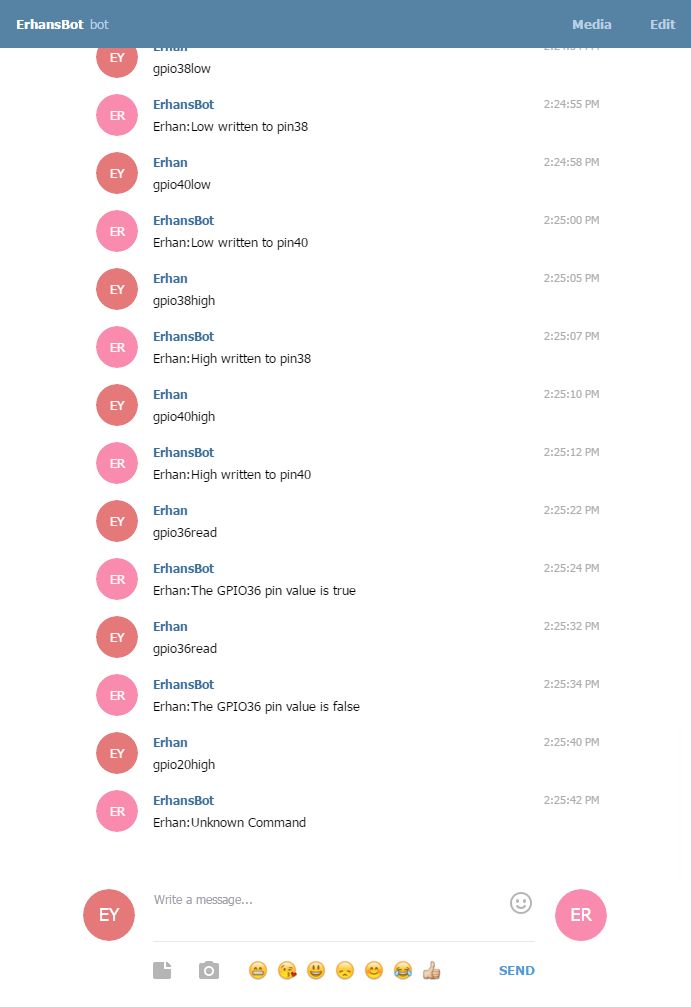 ErhansBot bot Media Edit
EY Erhan
gpio38low
ER ErhansBot 2:24:55 PM
Erhan:Low written to pin38
EY Erhan 2:24:58 PM
gpio40low
ER ErhansBot 2:25:00 PM
Erhan:Low written to pin40
EY Erhan 2:25:05 PM
gpio38high
ER ErhansBot 2:25:07 PM
Erhan:High written to pin38
EY Erhan 2:25:10 PM
gpio40high
ER ErhansBot 2:25:12 PM
Erhan:High written to pin40
EY Erhan 2:25:22 PM
gpio36read
ER ErhansBot 2:25:24 PM
Erhan:The GPIO36 pin value is true
EY Erhan 2:25:32 PM
gpio36read
ER ErhansBot 2:25:34 PM
Erhan:The GPIO36 pin value is false
EY Erhan 2:25:40 PM
gpio20high
ER ErhansBot 2:25:42 PM
Erhan:Unknown Command
EY Write a message... ER
SEND